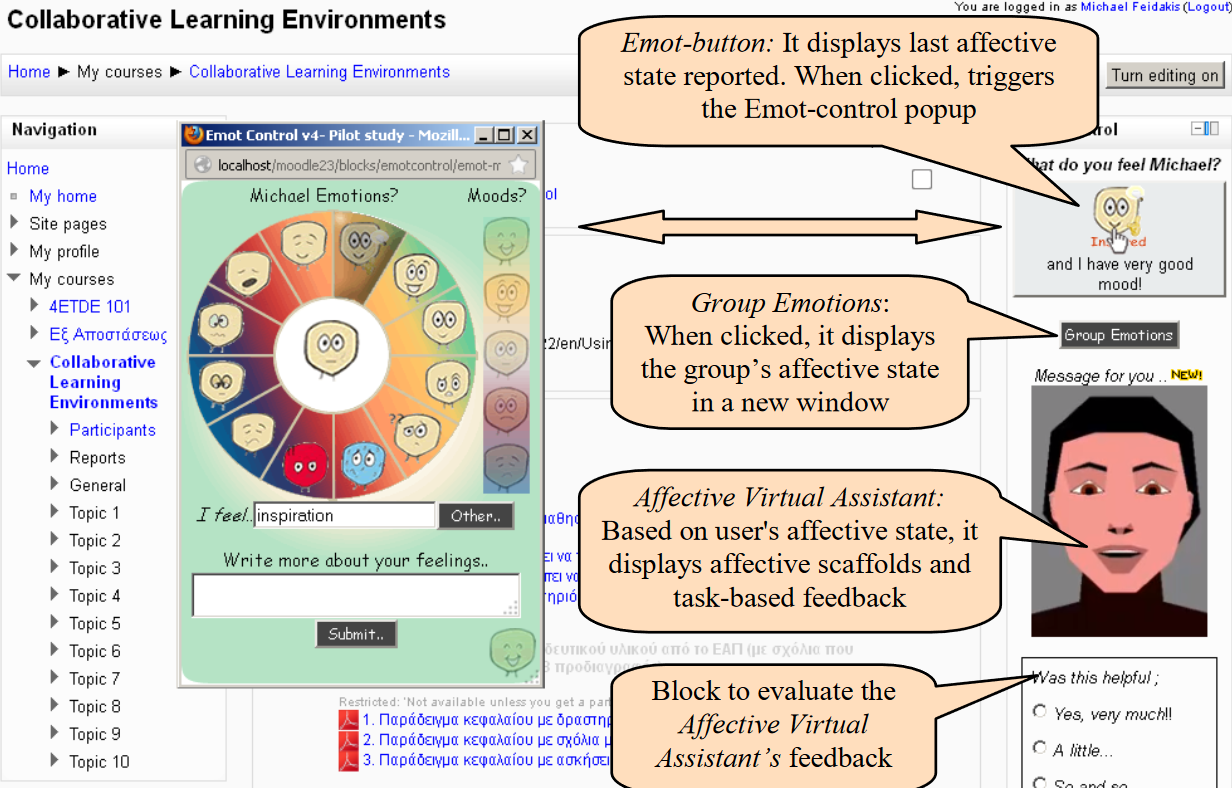 Collaborative Learning Environments
You are logged in as Michael Feidakis (Logout)
Home ► My courses ► Collaborative Learning Environments
Turn editing on
Emot-button: It displays last affective
state reported. When clicked, triggers
the Emot-control popup
Navigation
Home
My home
Site pages
My profile
My courses
4ETDE 101
Εξ Αποστάσεως
Collaborative
Learning
Environments
Participants
Reports
General
Topic 1
Topic 2
Topic 3
Topic 4
Topic 5
Topic 6
Topic 7
Topic 8
Topic 9
Topic 10
Emot Control v4- Pilot study - Mozill...
localhost/moodle23/blocks/emotcontrol/emot-
Michael Emotions?
Moods?
??
I feel..
inspiration
Other..
Write more about your feelings..
Submit..
ol
2/en/Usin
Group Emotions:
When clicked, it displays
the group's affective state
in a new window
Affective Virtual Assistant:
Based on user's affective state, it
displays affective scaffolds and
task-based feedback
δευτικού υλικού από το ΕΑΠ (με σχόλια που
Restricted: 'Not available unless you get a
1. Παράδειγμα κεφαλαίου με
2. Παράδειγμα κεφαλαίου με σχόλια
3. Παράδειγμα κεφαλαίου με
Block to evaluate the
Affective Virtual
Assistant's feedback
rol
hat do you feel Michael?
and I have very good
mood!
Group Emotions
Message for you .. NEW!
Was this helpful ;
Yes, very much!!
A little...
So and so